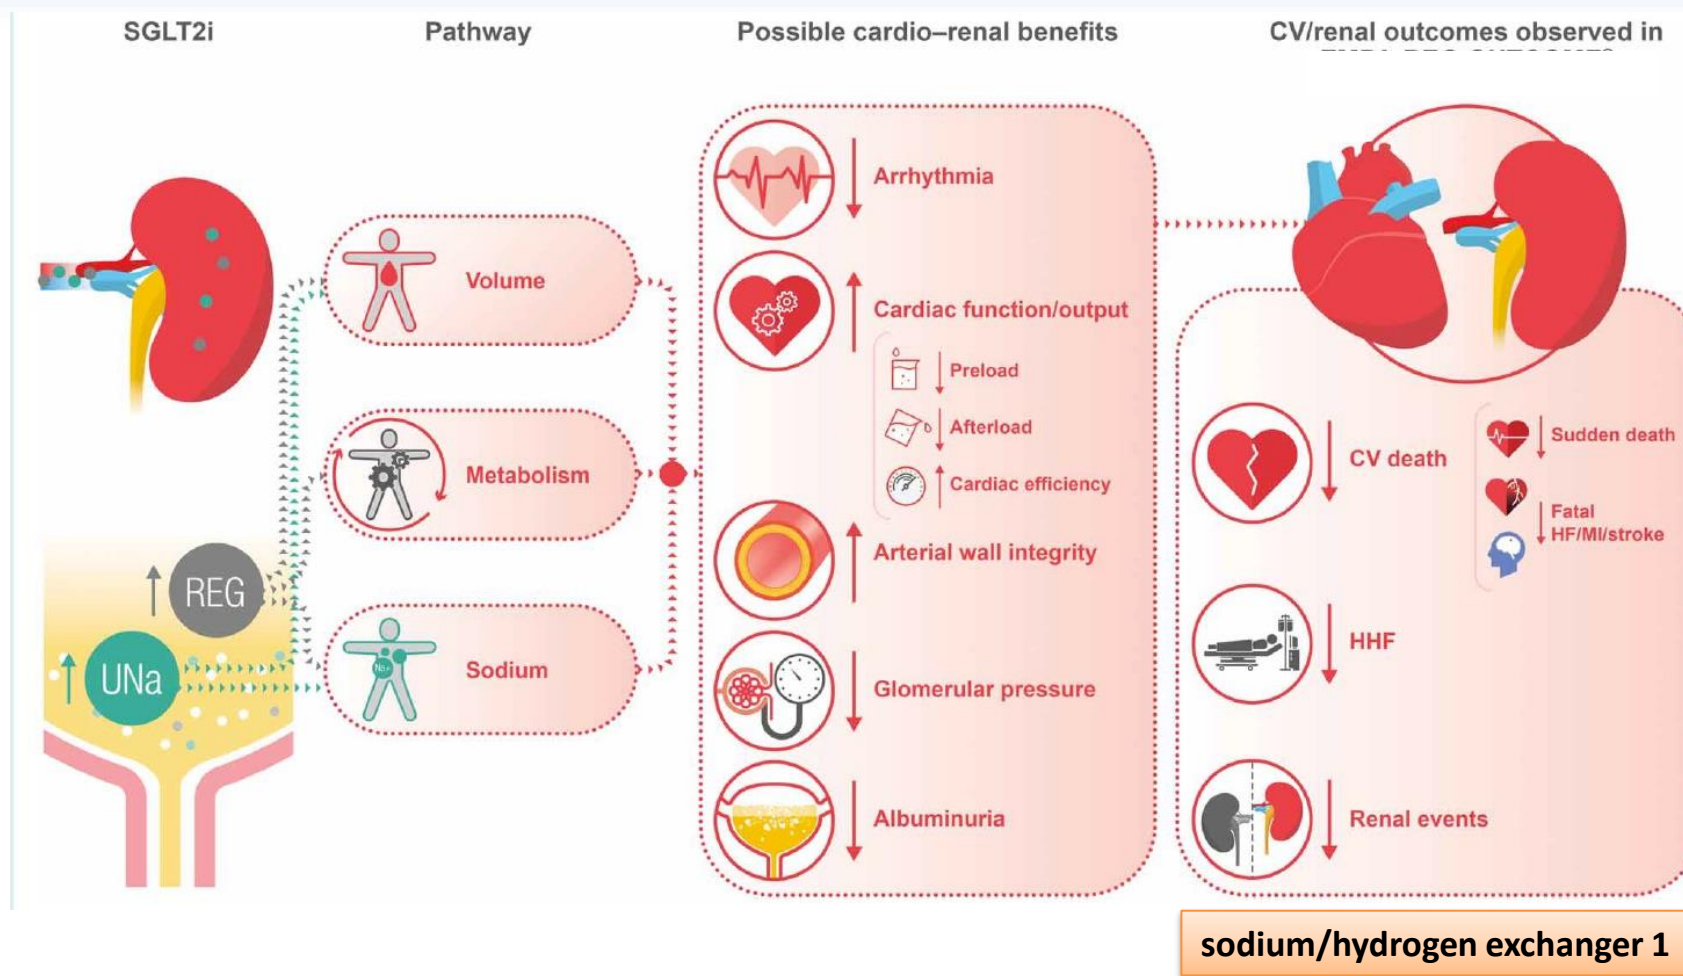 SGLT2i
Pathway
Possible cardio–renal benefits
CV/renal outcomes observed in
Volume
Metabolism
Sodium
REG
UNa
Na+
Arrhythmia
Cardiac function/output
Preload
Afterload
Cardiac efficiency
Arterial wall integrity
Glomerular pressure
Albuminuria
CV death
Sudden death
Fatal
HF/MI/stroke
HHF
Renal events
sodium/hydrogen exchanger 1